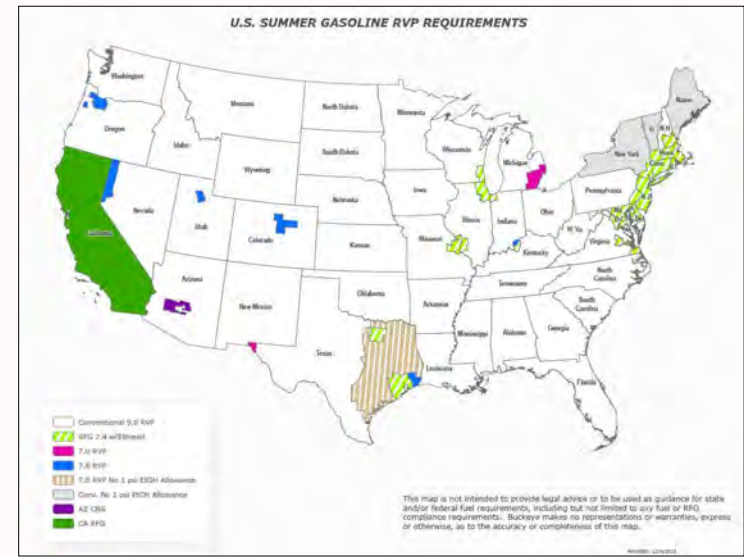 U.S. SUMMER GASOLINE RVP REQUIREMENTS
Washington
Oregon
Idaho
Montana
Wyoming
North Dakota
South Dakota
Nebraska
Kansas
Minnesota
Iowa
Wisconsin
Michigan
Illinois
Indiana
Ohio
Missouri
Kentucky
W. Va
Virginia
Pennsylvania
New York
Maine
N H
California
Nevada
Utah
Colorado
Arizona
New Mexico
Texas
Oklahoma
Arkansas
Louisiana
Mississippi
Alabama
Georgia
Tennessee
North
Carolina
South
Carolina
Florida
Conventional 9.0 RVP
RFG 7.4 w/Ethanol
7.0 RVP
7.8 RVP
7.8 RVP No 1 psi EtOH Allowance
Conv. No 1 psi EtOH Allowance
AZ CBG
CA RFG
This map is not intended to provide legal advice or to be used as guidance for state
and/or federal fuel requirements, including but not limited to oxy fuel or RFG
compliance requirements. Buckeye makes no representations or warranties, express
or otherwise, as to the accuracy or completeness of this map.